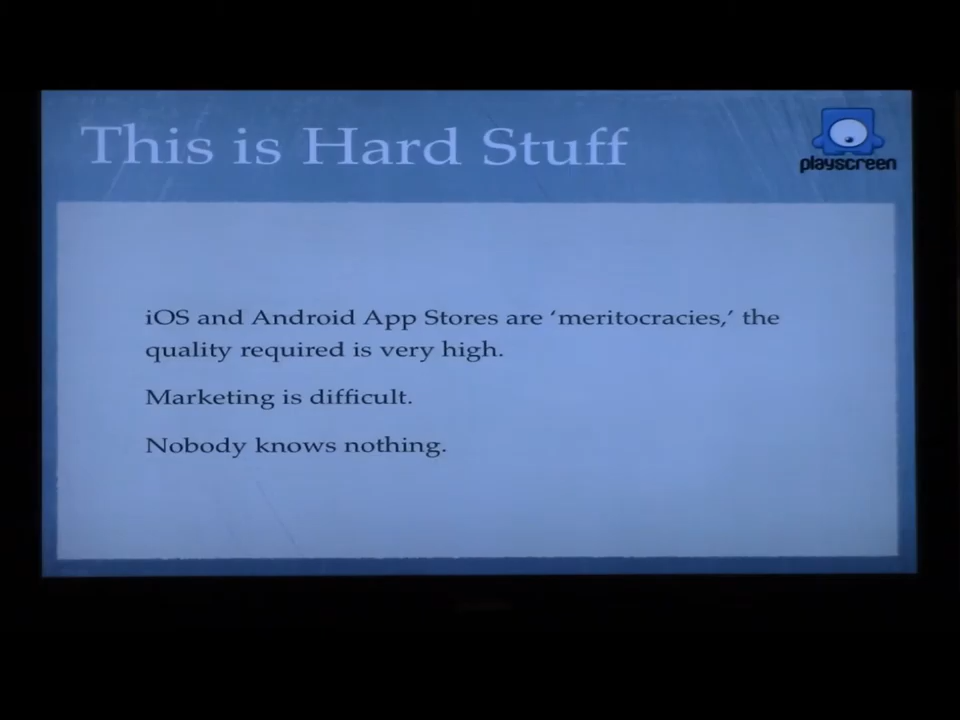 This is Hard Stuff
playscreen
iOS and Android App Stores are ‘meritocracies,’ the
quality required is very high.
Marketing is difficult.
Nobody knows nothing.